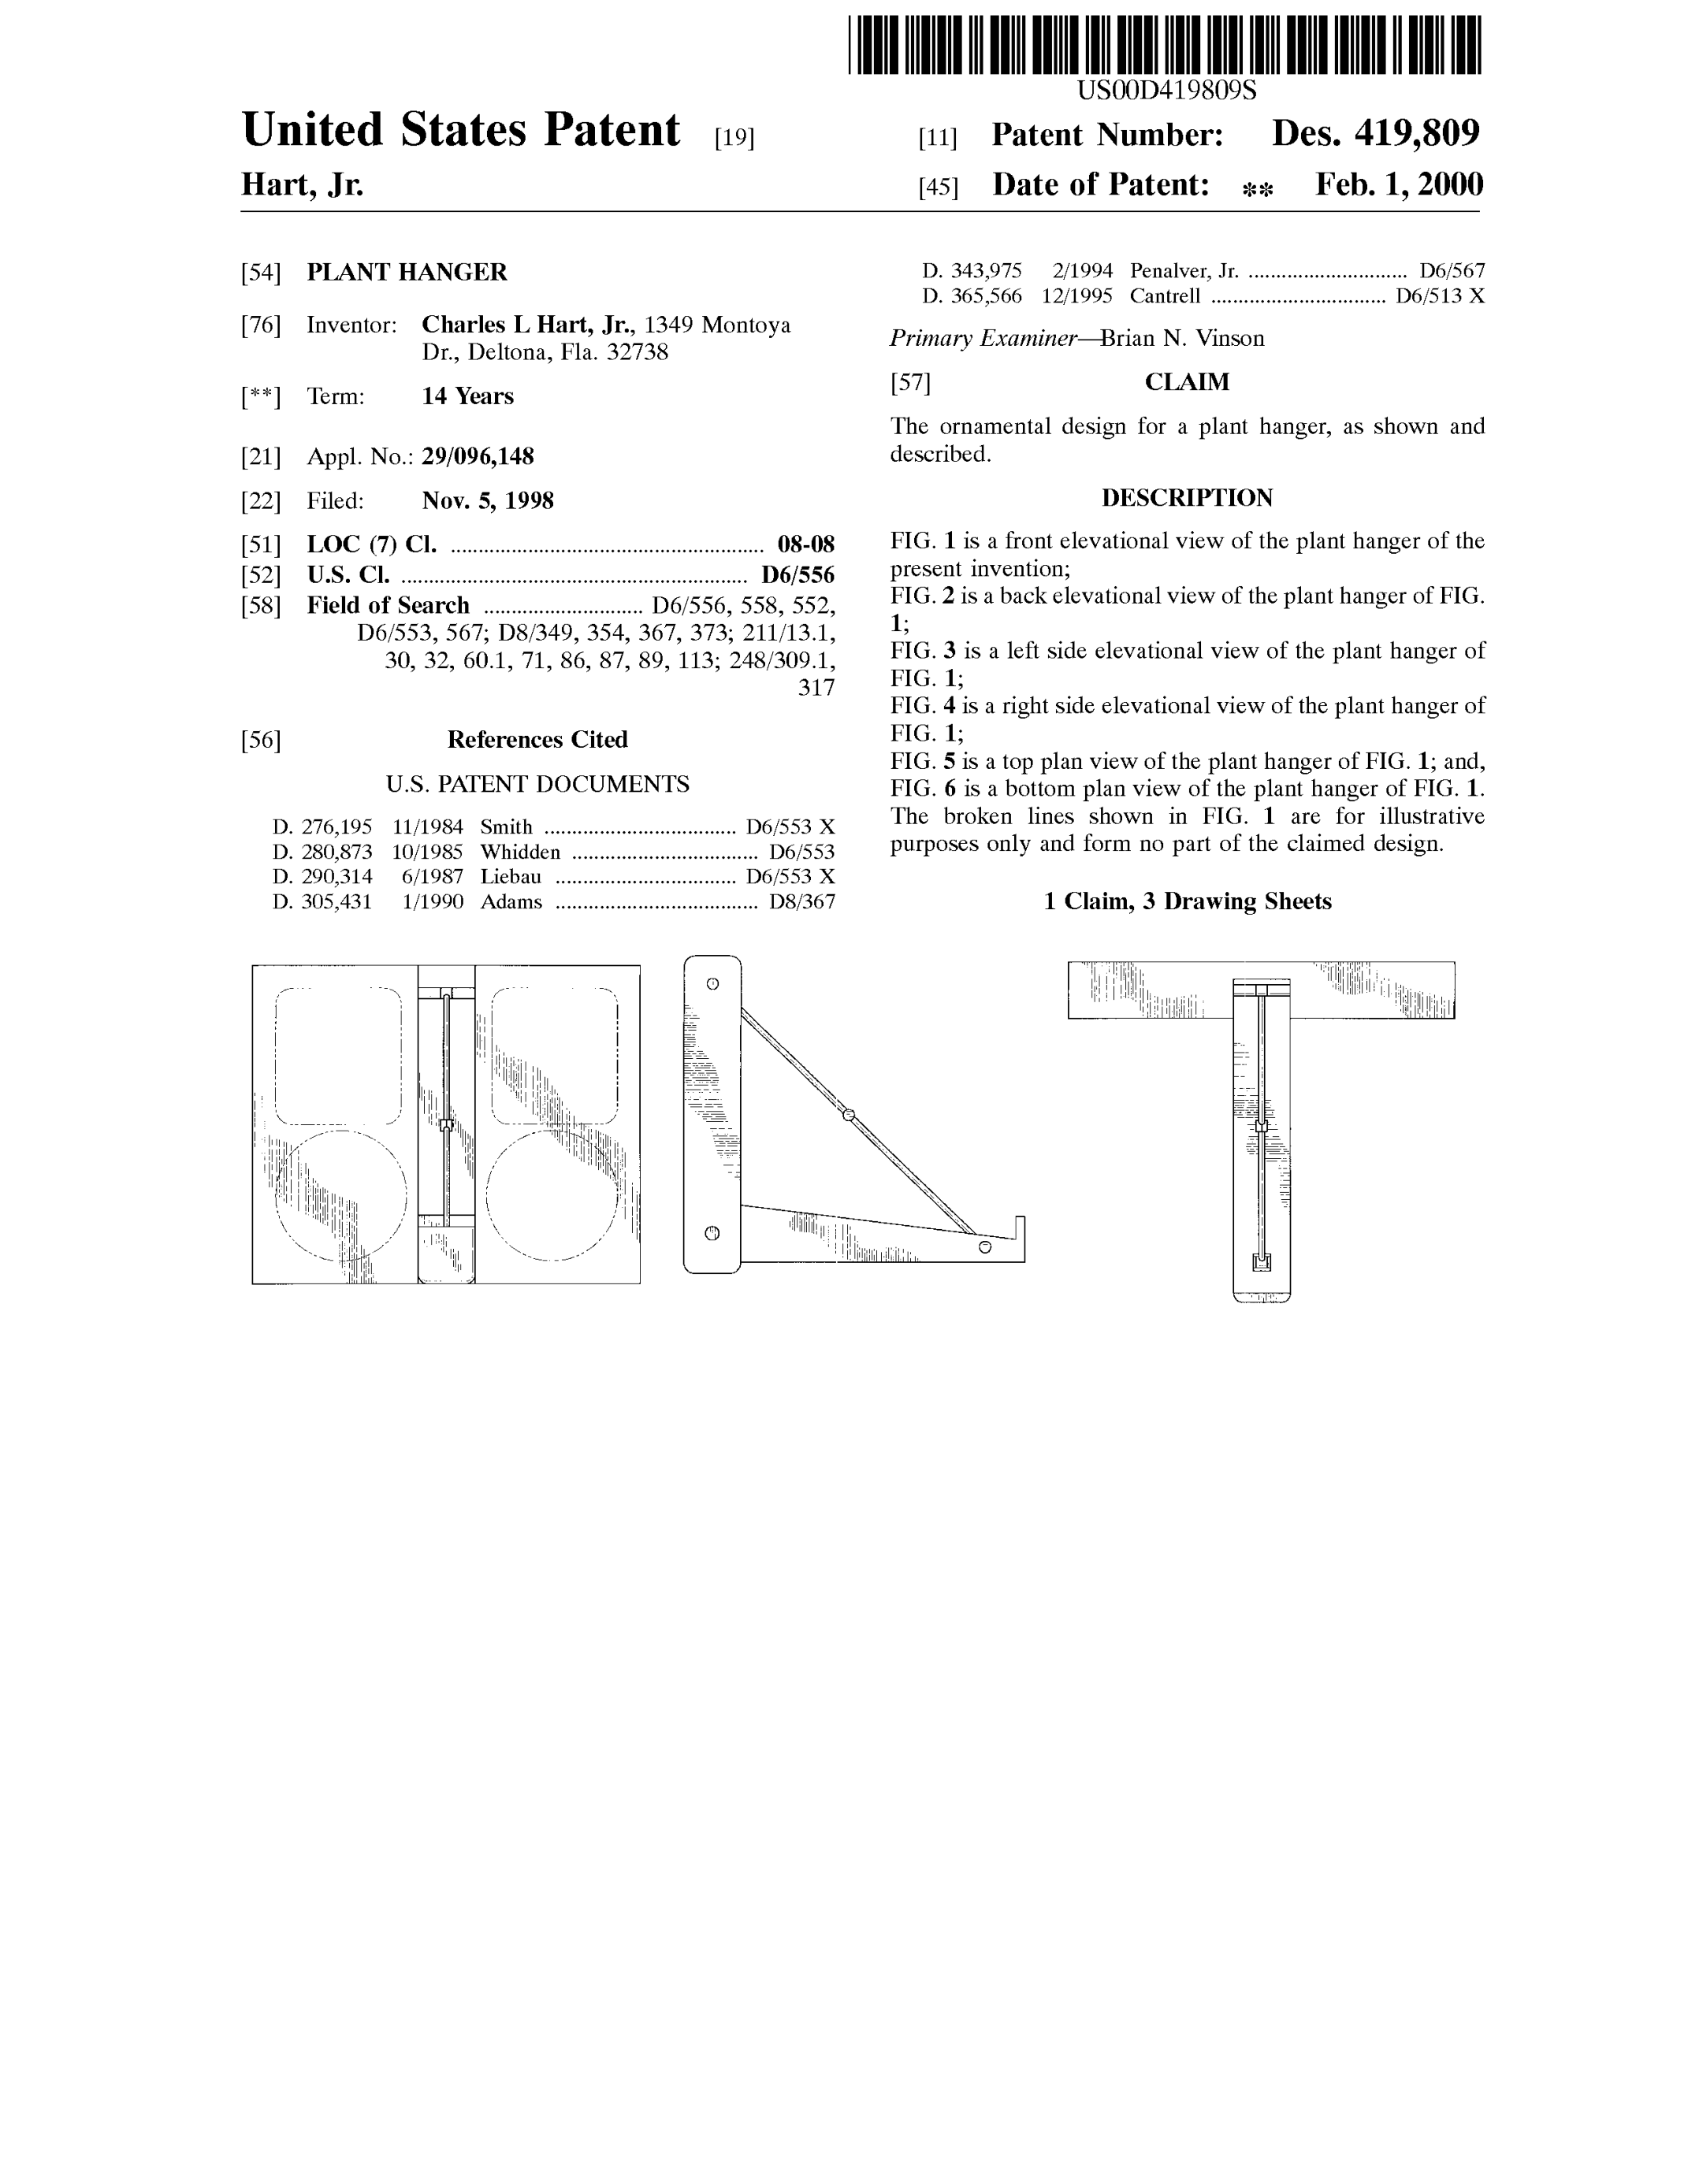 US00D419809S
United States Patent [19]
Hart, Jr.
[11] Patent Number: Des. 419,809
[45] Date of Patent: ** Feb. 1, 2000
[54] PLANT HANGER
[76] Inventor: Charles L Hart, Jr., 1349 Montoya
Dr., Deltona, Fla. 32738
[**] Term: 14 Years
[21] Appl. No.: 29/096,148
[22] Filed: Nov. 5, 1998
[51] LOC (7) Cl. ......................................................... 08-08
[52] U.S. Cl. ............................................................... D6/556
[58] Field of Search ............................. D6/556, 558, 552,
D6/553, 567; D8/349, 354, 367, 373; 211/13.1,
30, 32, 60.1, 71, 86, 87, 89, 113; 248/309.1,
317
[56] References Cited
U.S. PATENT DOCUMENTS
D. 276,195 11/1984 Smith ................................... D6/553 X
D. 280,873 10/1985 Whidden .................................. D6/553
D. 290,314 6/1987 Liebau ................................. D6/553 X
D. 305,431 1/1990 Adams ..................................... D8/367
D. 343,975 2/1994 Penalver, Jr. ............................. D6/567
D. 365,566 12/1995 Cantrell ................................ D6/513 X
Primary Examiner—Brian N. Vinson
[57] CLAIM
The ornamental design for a plant hanger, as shown and
described.
DESCRIPTION
FIG. 1 is a front elevational view of the plant hanger of the
present invention;
FIG. 2 is a back elevational view of the plant hanger of FIG.
1;
FIG. 3 is a left side elevational view of the plant hanger of
FIG. 1;
FIG. 4 is a right side elevational view of the plant hanger of
FIG. 1;
FIG. 5 is a top plan view of the plant hanger of FIG. 1; and,
FIG. 6 is a bottom plan view of the plant hanger of FIG. 1.
The broken lines shown in FIG. 1 are for illustrative
purposes only and form no part of the claimed design.
1 Claim, 3 Drawing Sheets